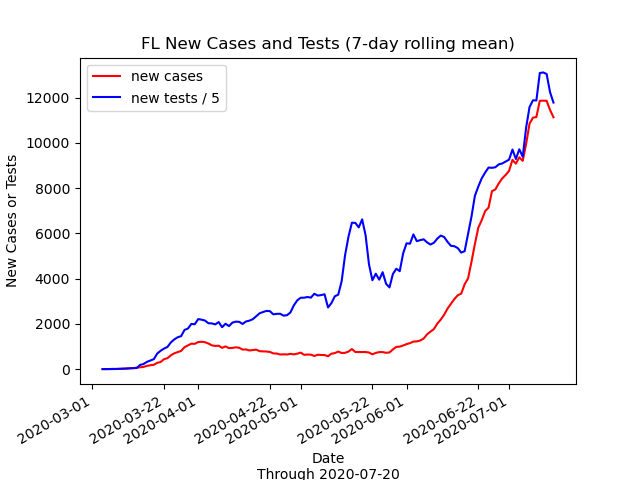 FL New Cases and Tests (7-day rolling mean)
new cases
new tests / 5
12000
10000
8000
6000
4000
2000
0
New Cases or Tests
2020-03-01
2020-03-22
2020-04-01
2020-04-22
2020-05-01
2020-05-22
2020-06-01
2020-06-22
2020-07-01
Date
Through 2020-07-20